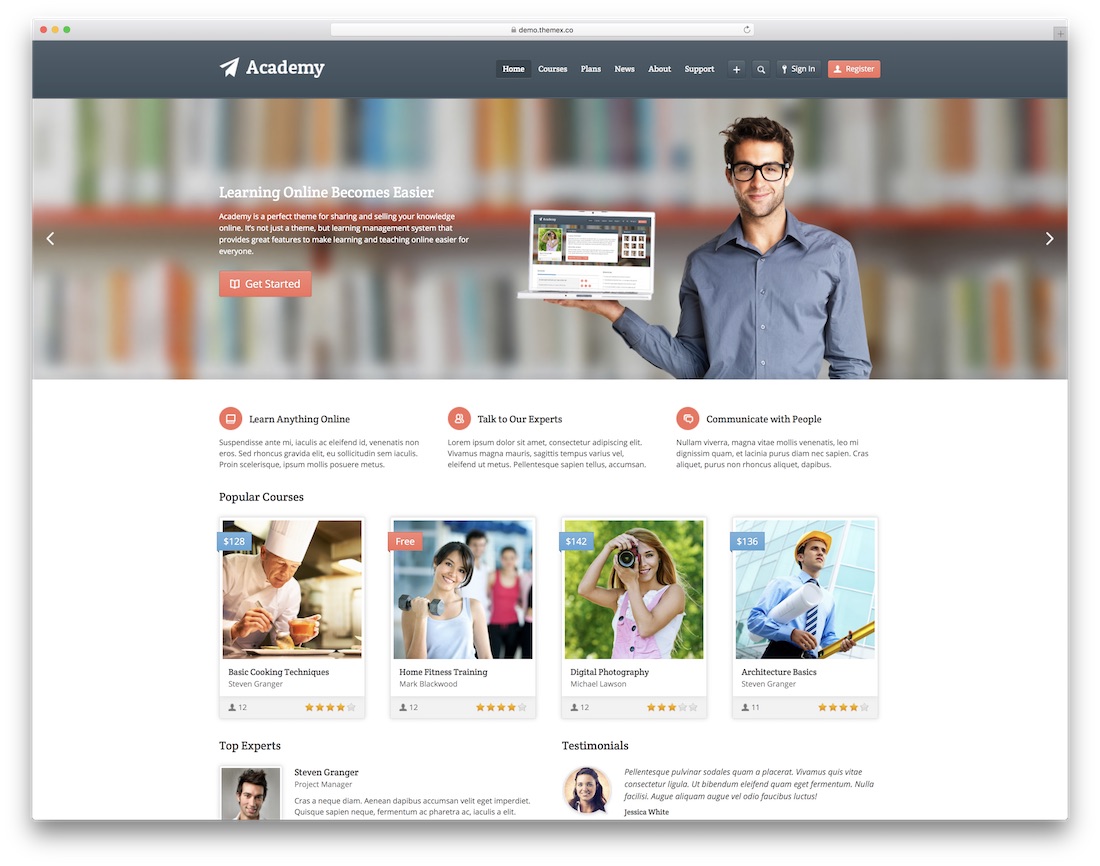 demo.themex.co
Academy
Home Courses Plans News About Support + Sign In Register
Learning Online Becomes Easier
Academy is a perfect theme for sharing and selling your knowledge
online. It's not just a theme, but learning management system that
provides great features to make learning and teaching online easier for
everyone.
Get Started
Academy
Learn Anything Online
Suspendisse ante mi, iaculis ac eleifend id, venenatis non
eros. Sed rhoncus gravida elit, eu sollicitudin sem iaculis.
Proin scelerisque, ipsum mollis posuere metus.
Talk to Our Experts
Lorem ipsum dolor sit amet, consectetur adipiscing elit.
Vivamus magna mauris, sagittis tempus varius vel,
eleifend ut metus. Pellentesque sapien tellus, accumsan.
Communicate with People
Nullam viverra, magna vitae mollis venenatis, leo mi
dignissim quam, et lacinia purus diam nec sapien. Cras
aliquet, purus non rhoncus aliquet, dapibus.
Popular Courses
$128
Basic Cooking Techniques
Steven Granger
12
Free
Home Fitness Training
Mark Blackwood
12
$142
Digital Photography
Michael Lawson
12
$136
Architecture Basics
Steven Granger
11
Top Experts
Steven Granger
Project Manager
Cras a neque diam. Aenean dapibus accumsan velit eget imperdiet.
Quisque sapien neque, fermentum ac pharetra ac, iaculis a elit.
Testimonials
Pellentesque pulvinar sodales quam a placerat. Vivamus quis vitae
consectetur ligula. Ut bibendum eleifend quam eget fermentum. Nulla
facilisi. Augue aliquam augue vel odio faucibus luctus!
Jessica White